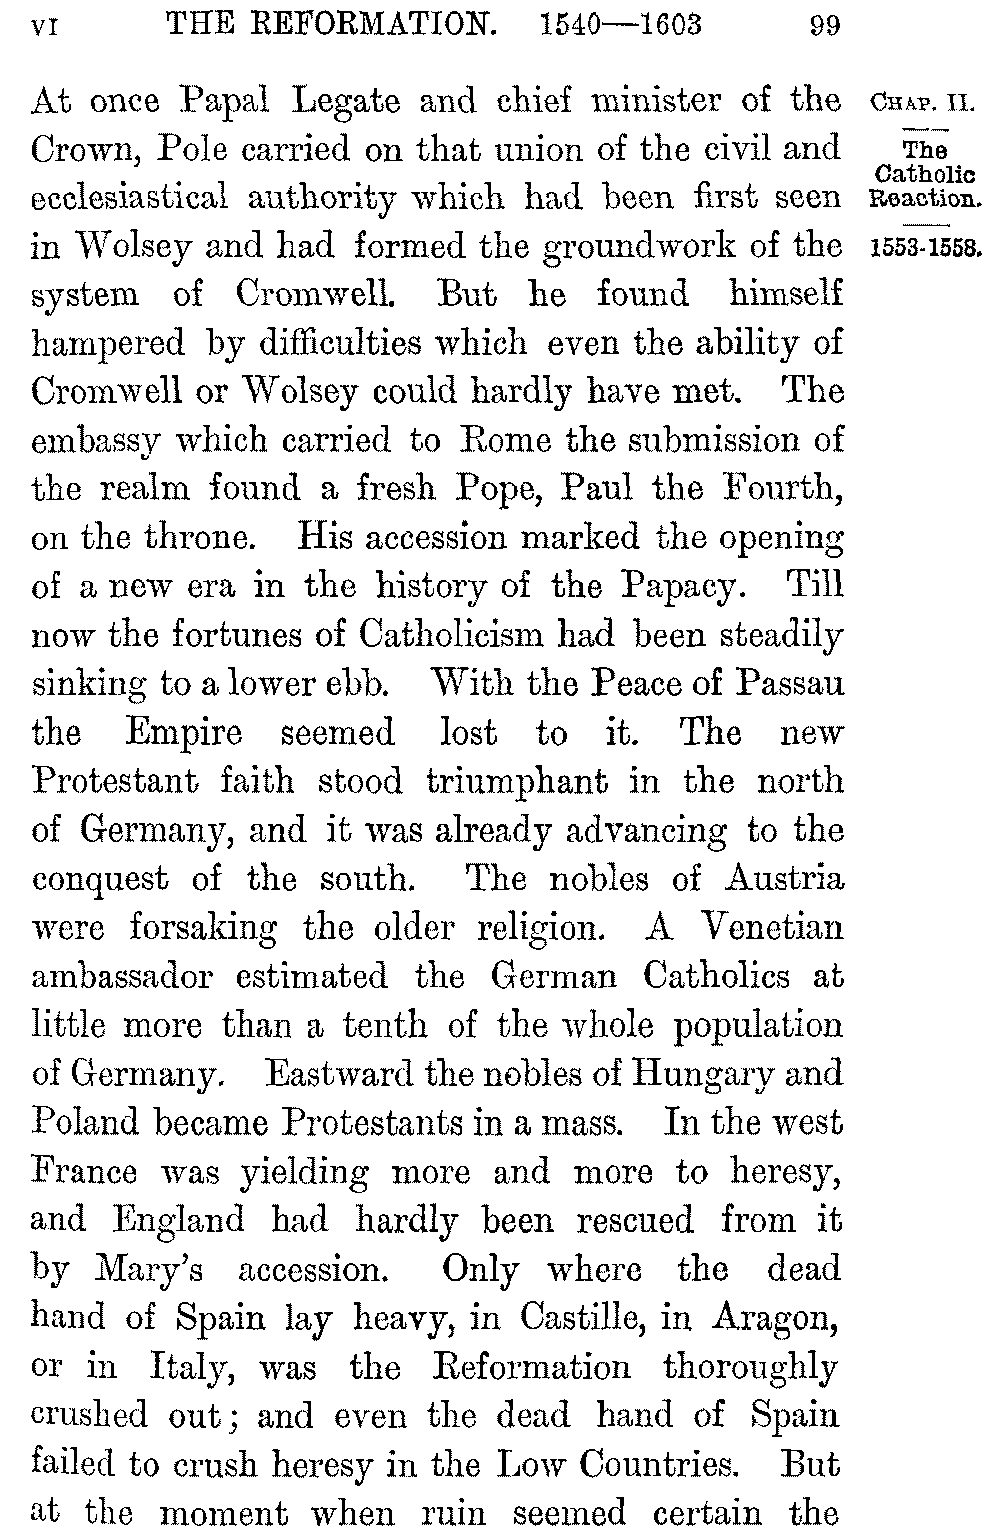 VI THE REFORMATION. 1540—1603 99
At once Papal Legate and chief minister of the
Crown, Pole carried on that union of the civil and
ecclesiastical authority which had been first seen
in Wolsey and had formed the groundwork of the
system of Cromwell. But he found himself
hampered by difficulties which even the ability of
Cromwell or Wolsey could hardly have met. The
embassy which carried to Rome the submission of
the realm found a fresh Pope, Paul the Fourth,
on the throne. His accession marked the opening
of a new era in the history of the Papacy. Till
now the fortunes of Catholicism had been steadily
sinking to a lower ebb. With the Peace of Passau
the Empire seemed lost to it. The new
Protestant faith stood triumphant in the north
of Germany, and it was already advancing to the
conquest of the south. The nobles of Austria
were forsaking the older religion. A Venetian
ambassador estimated the German Catholics at
little more than a tenth of the whole population
of Germany. Eastward the nobles of Hungary and
Poland became Protestants in a mass. In the west
France was yielding more and more to heresy,
and England had hardly been rescued from it
by Mary's accession. Only where the dead
hand of Spain lay heavy, in Castille, in Aragon,
or in Italy, was the Reformation thoroughly
crushed out; and even the dead hand of Spain
failed to crush heresy in the Low Countries. But
at the moment when ruin seemed certain the
CHAP. II.
The
Catholic
Reaction.
1553-1558.